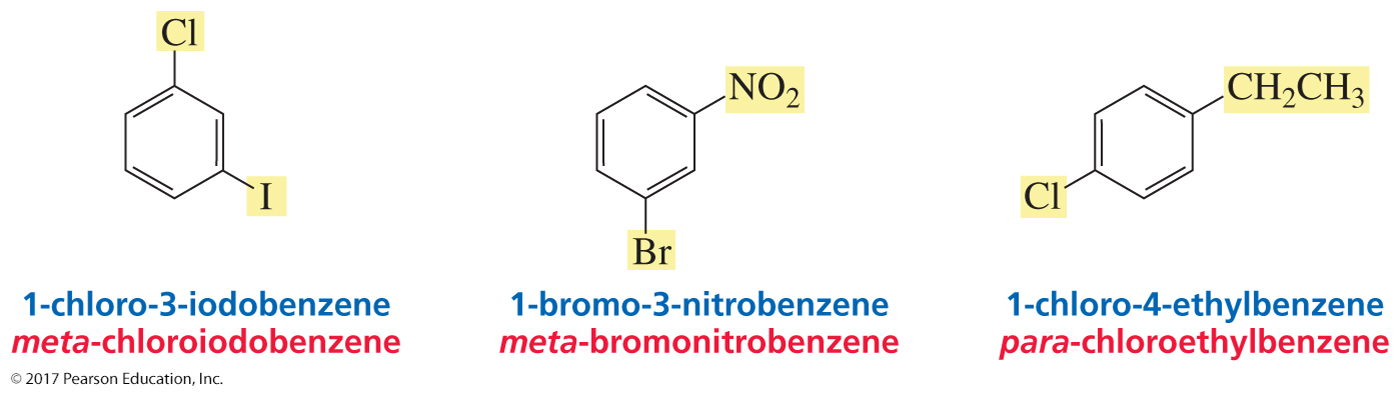 Cl
I
1-chloro-3-iodobenzene
meta-chloroiodobenzene
NO₂
Br
1-bromo-3-nitrobenzene
meta-bromonitrobenzene
CH₂CH₃
Cl
1-chloro-4-ethylbenzene
para-chloroethylbenzene
© 2017 Pearson Education, Inc.